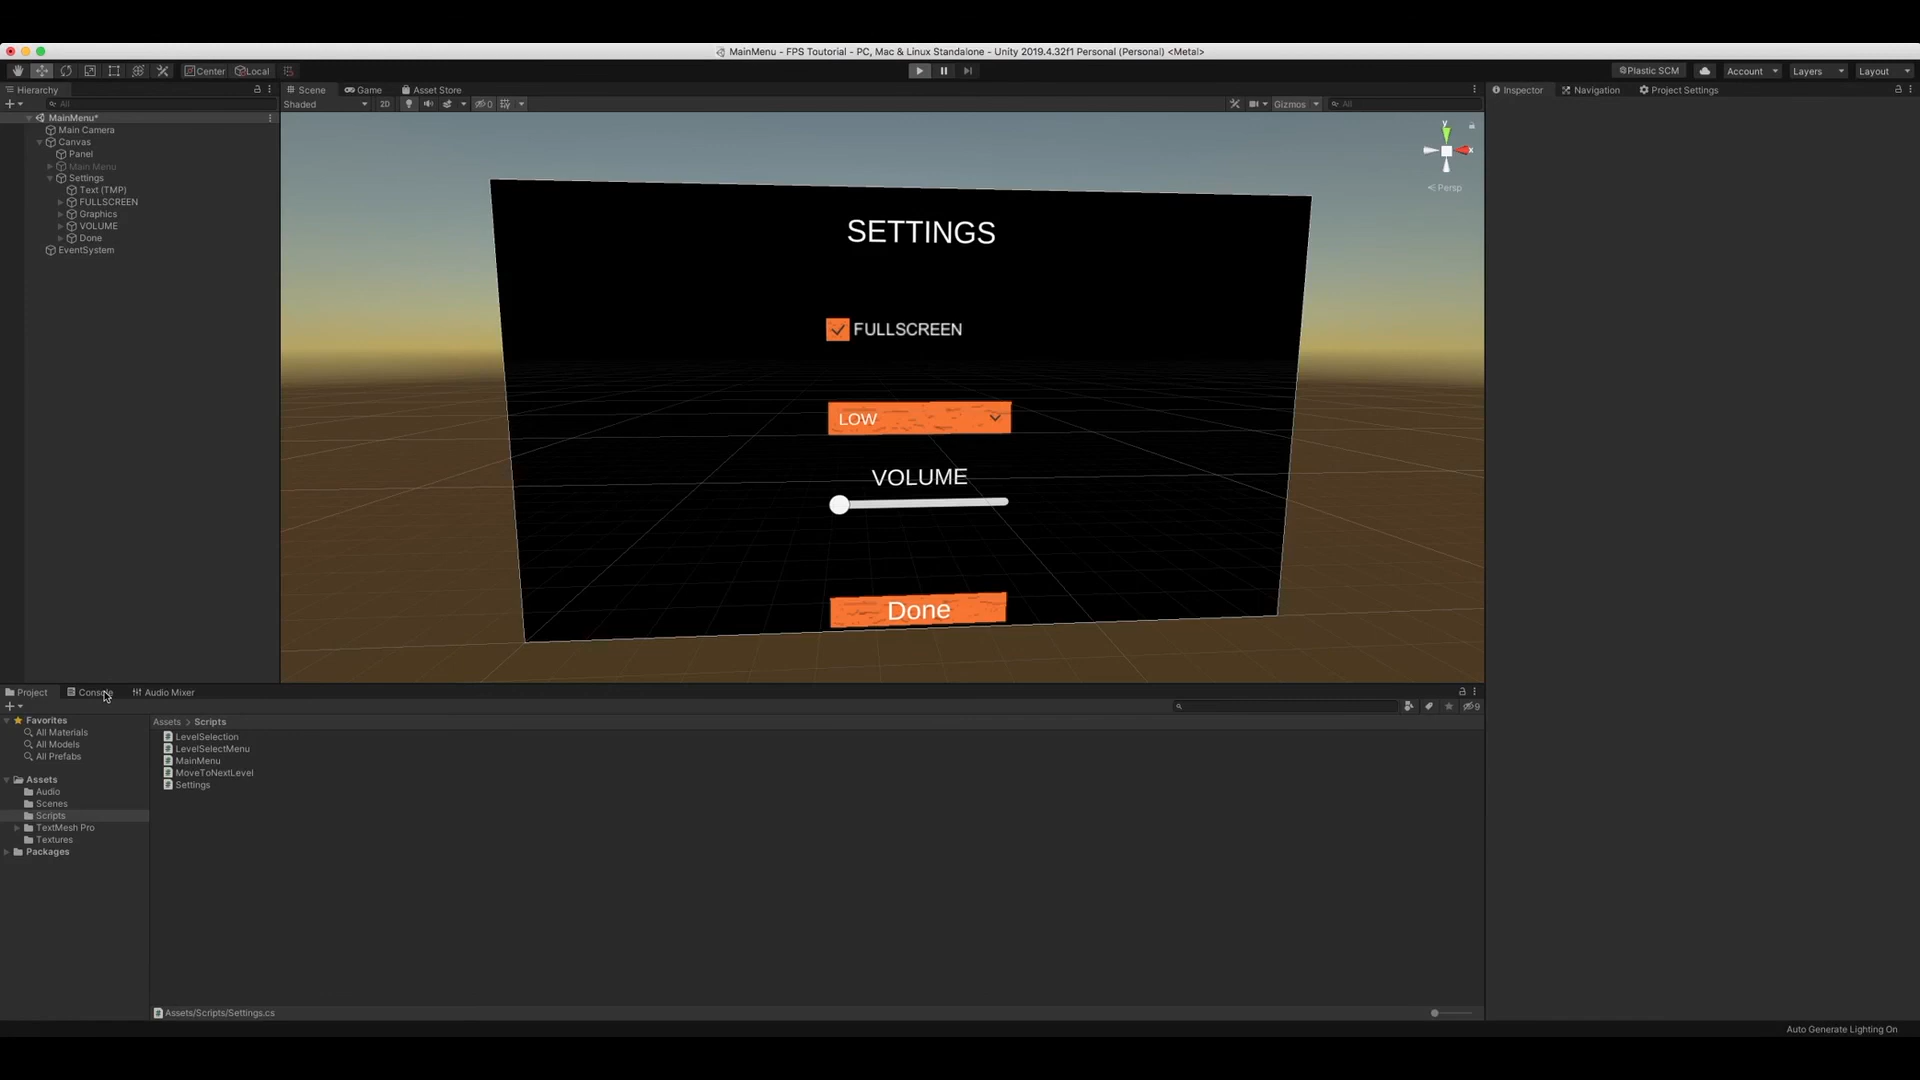 MainMenu - FPS Toutorial - PC, Mac & Linux Standalone - Unity 2019.4.32f1 Personal (Personal) <Metal>
Center Local Plastic SCM Account Layers Layout
Hierarchy Scene Game Asset Store Inspector Navigation Project Settings
All Shaded 2D 0 Gizmos All
MainMenu*
Main Camera
Canvas
Panel
Main Menu
Settings
Text (TMP)
FULLSCREEN
Graphics
VOLUME
Done
EventSystem
y
x
Persp
SETTINGS
FULLSCREEN
LOW
VOLUME
Done
Project Console Audio Mixer
9
Favorites
All Materials
All Models
All Prefabs
Assets
Audio
Scenes
Scripts
TextMesh Pro
Textures
Packages
Assets > Scripts
LevelSelection
LevelSelectMenu
MainMenu
MoveToNextLevel
Settings
Assets/Scripts/Settings.cs
Auto Generate Lighting On